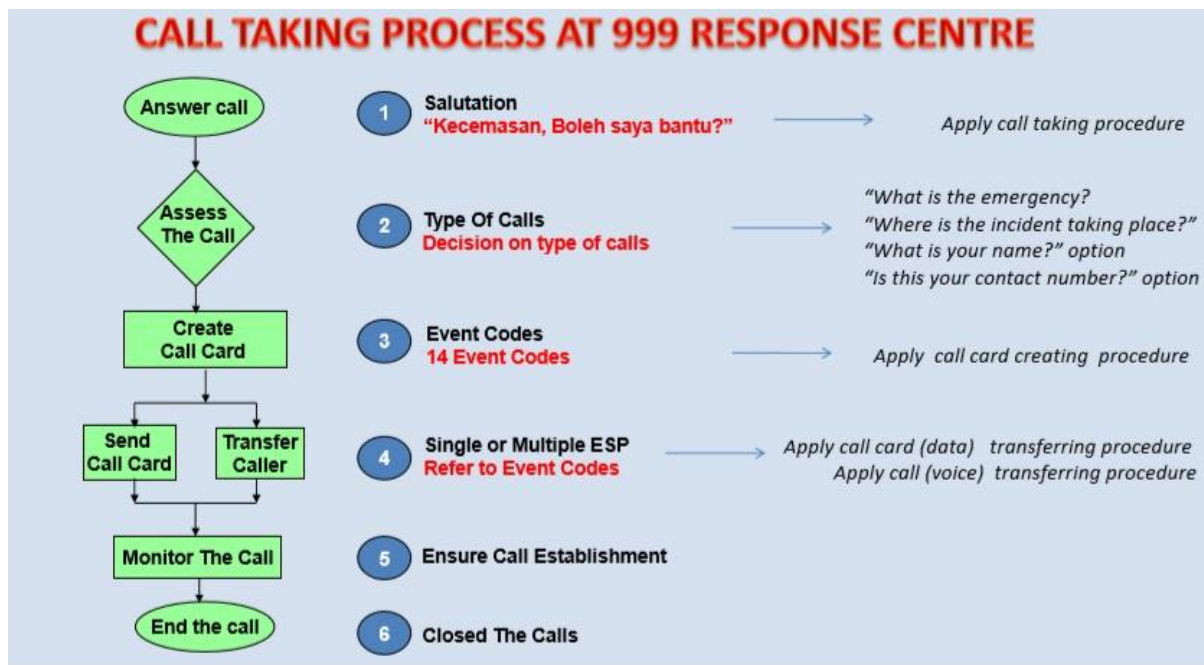 CALL TAKING PROCESS AT 999 RESPONSE CENTRE
Answer call
1
Salutation
“Kecemasan, Boleh saya bantu?”
Apply call taking procedure
Assess
The Call
2
Type Of Calls
Decision on type of calls
“What is the emergency?
“Where is the incident taking place?”
“What is your name?” option
“Is this your contact number?” option
Create
Call Card
3
Event Codes
14 Event Codes
Apply call card creating procedure
Send
Call Card
Transfer
Caller
4
Single or Multiple ESP
Refer to Event Codes
Apply call card (data) transferring procedure
Apply call (voice) transferring procedure
Monitor The Call
5
Ensure Call Establishment
End the call
6
Closed The Calls